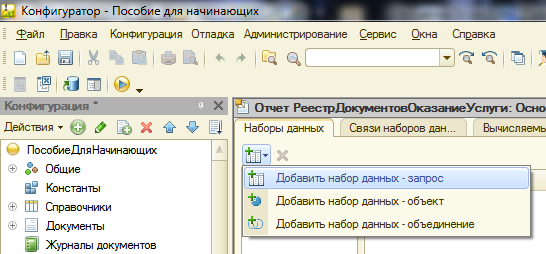 Конфигуратор - Пособие для начинающих
Файл Правка Конфигурация Отладка Администрирование Сервис Окна Справка
Конфигурация *
Действия
ПособиеДляНачинающих
Общие
Константы
Справочники
Документы
Журналы документов
Отчет РеестрДокументовОказаниеУслуги: Осно
Наборы данных Связи наборов дан... Вычисляемы
Добавить набор данных - запрос
Добавить набор данных - объект
Добавить набор данных - объединение